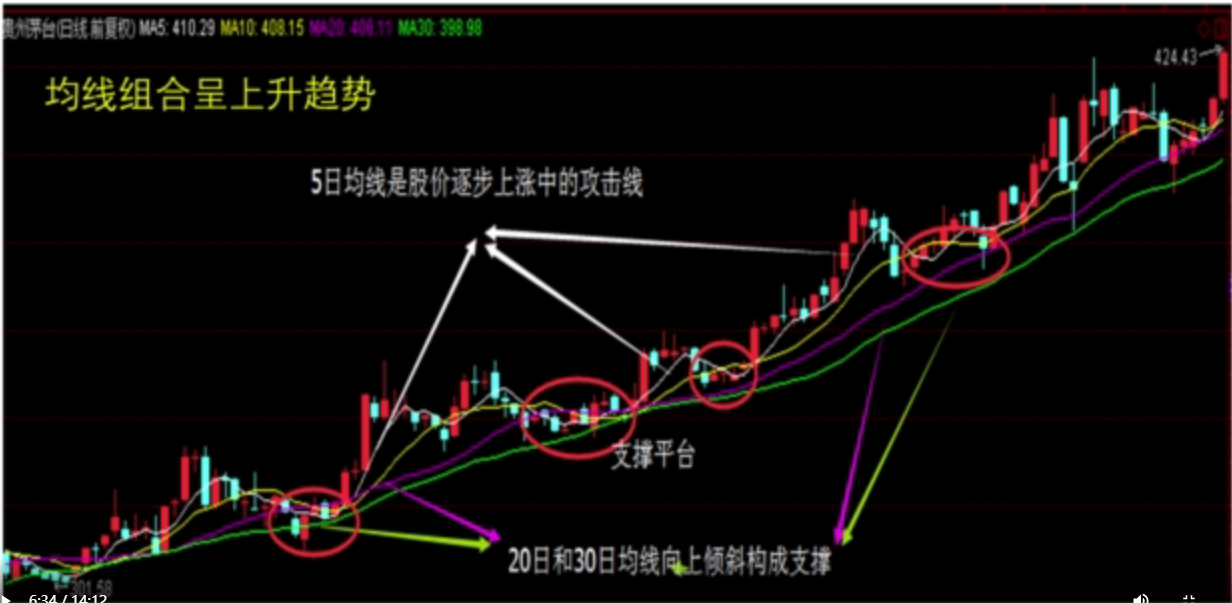 贵州茅台(日线 前复权) MA5: 410.29 MA10: 408.15 MA20: 406.11 MA30: 398.98
424.43
均线组合呈上升趋势
5日均线是股价逐步上涨中的攻击线
支撑平台
20日和30日均线向上倾斜构成支撑
301.58
6:34 / 14:12